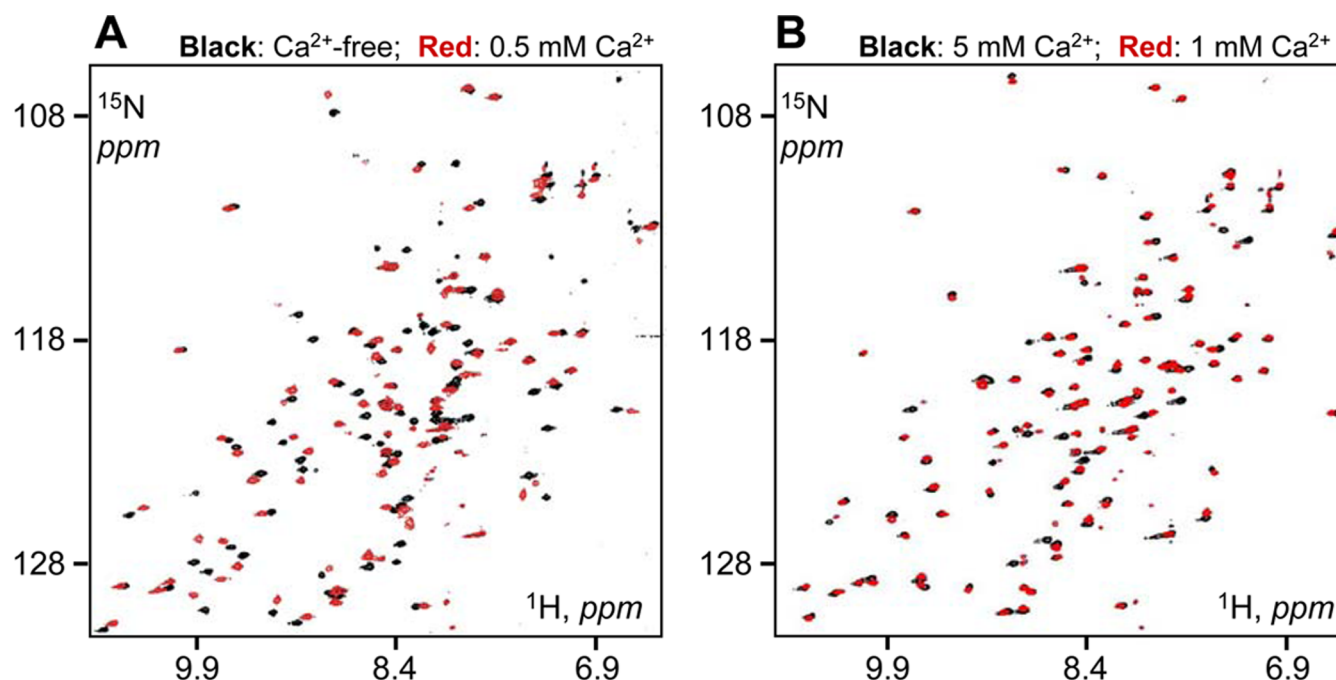 A
Black: Ca²⁺-free; Red: 0.5 mM Ca²⁺
¹⁵N
ppm
108
118
128
¹H, ppm
9.9 8.4 6.9
B
Black: 5 mM Ca²⁺; Red: 1 mM Ca²⁺
¹⁵N
ppm
108
118
128
¹H, ppm
9.9 8.4 6.9